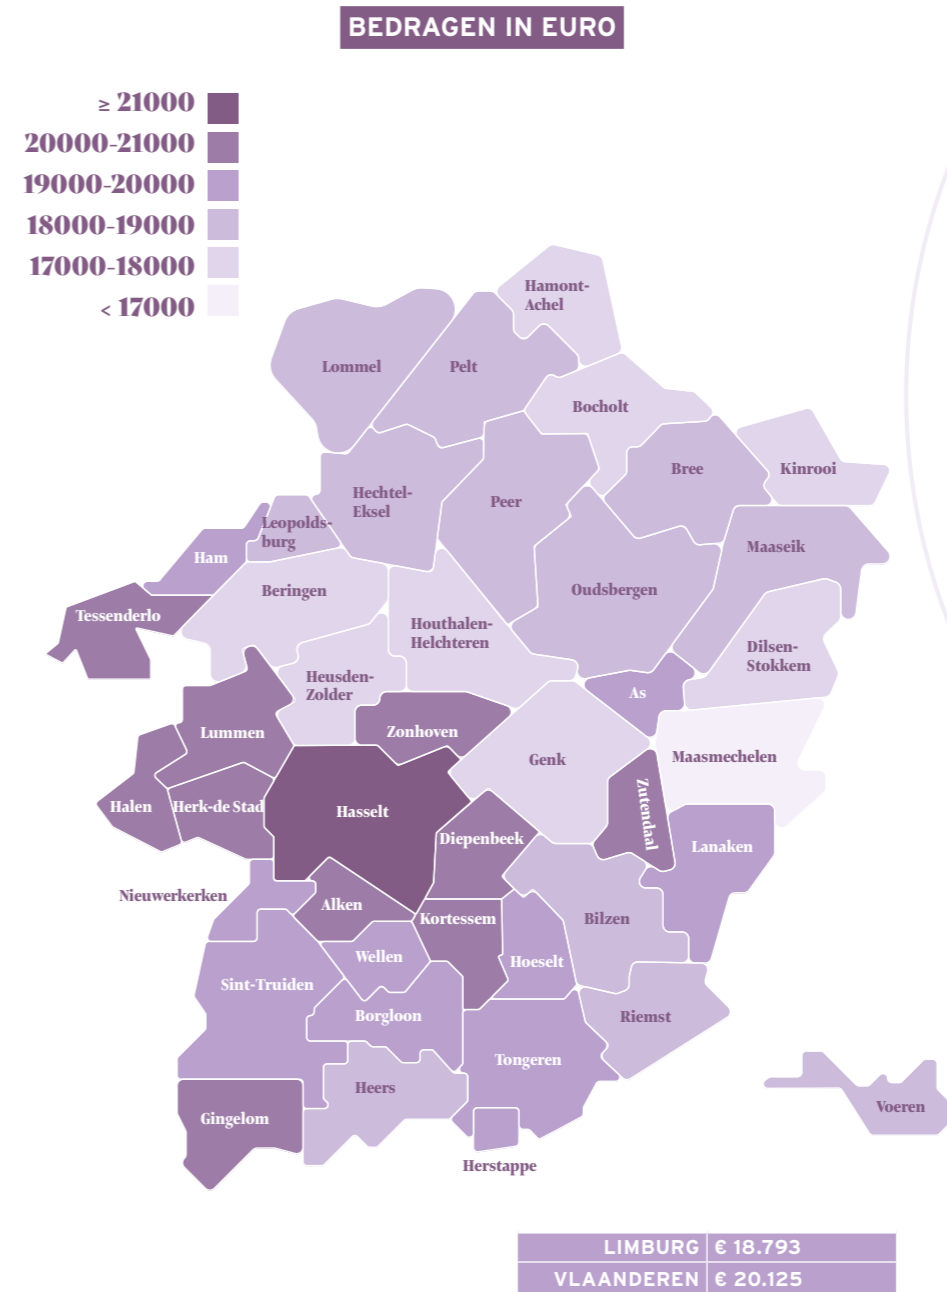 BEDRAGEN IN EURO
≥ 21000
20000-21000
19000-20000
18000-19000
17000-18000
< 17000
Hamont-
Achel
Lommel
Pelt
Bocholt
Bree
Kinrooi
Hechtel-
Eksel
Peer
Leopolds-
burg
Ham
Maaseik
Beringen
Oudsbergen
Tessenderlo
Houthalen-
Helchteren
Dilsen-
Stokkem
Heusden-
Zolder
As
Lummen
Zonhoven
Genk
Maasmechelen
Halen
Herk-de Stad
Hasselt
Zutendaal
Diepenbeek
Lanaken
Nieuwerkerken
Alken
Kortessem
Bilzen
Wellen
Hoeselt
Sint-Truiden
Borgloon
Riemst
Tongeren
Heers
Voeren
Gingelom
Herstappe
LIMBURG € 18.793
VLAANDEREN € 20.125